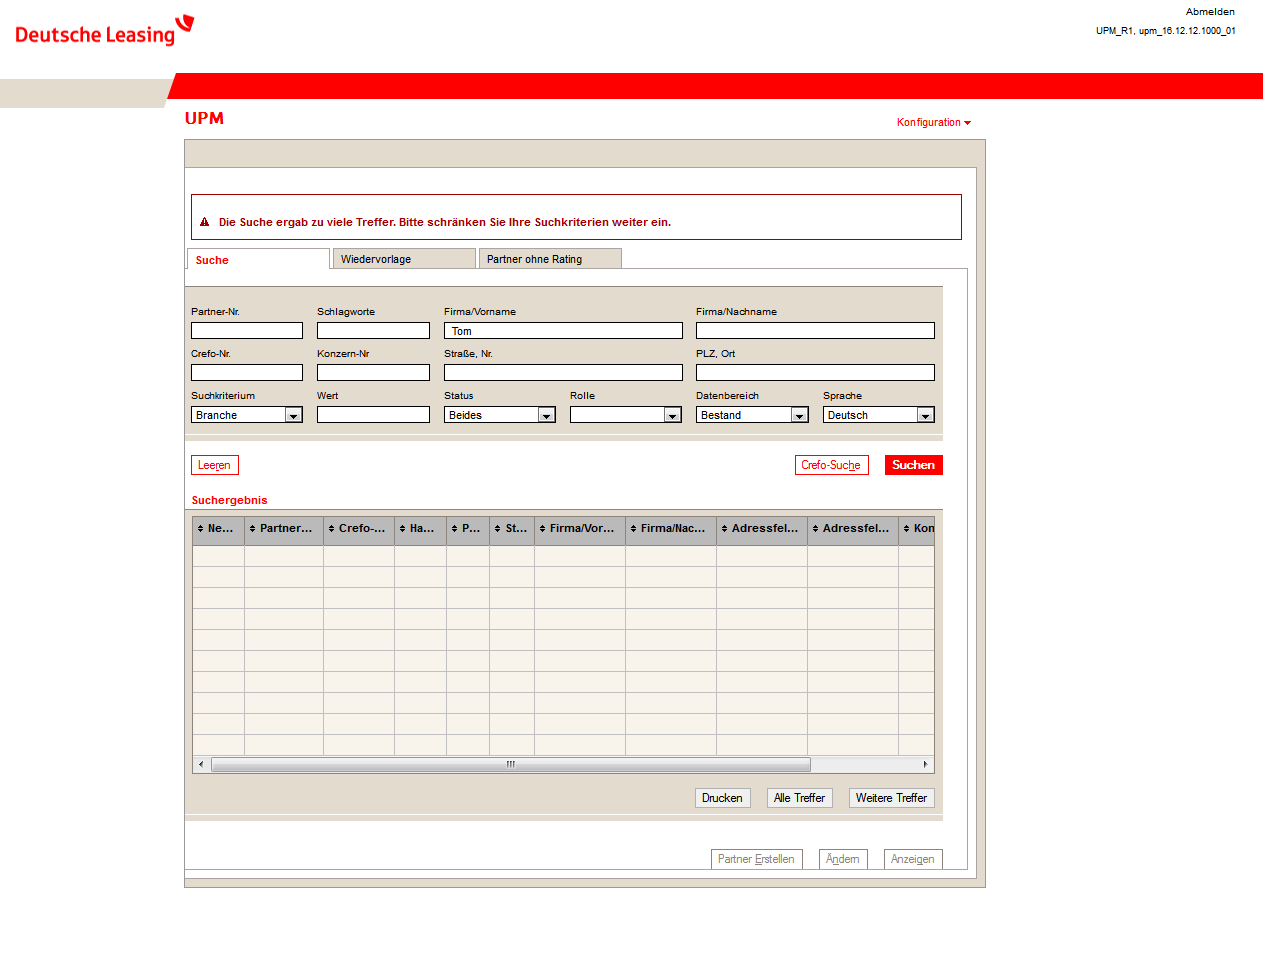 Deutsche Leasing
Abmelden
UPM_R1, upm_16.12.12.1000_01
UPM
Konfiguration
Die Suche ergab zu viele Treffer. Bitte schränken Sie Ihre Suchkriterien weiter ein.
Suche Wiedervorlage Partner ohne Rating
Partner-Nr. Schlagworte Firma/Vorname Firma/Nachname
Tom
Crefo-Nr. Konzern-Nr Straße, Nr. PLZ, Ort
Suchkriterium Wert Status Rolle Datenbereich Sprache
Branche Beides Bestand Deutsch
Leeren Crefo-Suche Suchen
Suchergebnis
Ne... Partner... Crefo-... Ha... P... St... Firma/Vor... Firma/Nac... Adressfel... Adressfel... Kon
Drucken Alle Treffer Weitere Treffer
Partner Erstellen Ändern Anzeigen